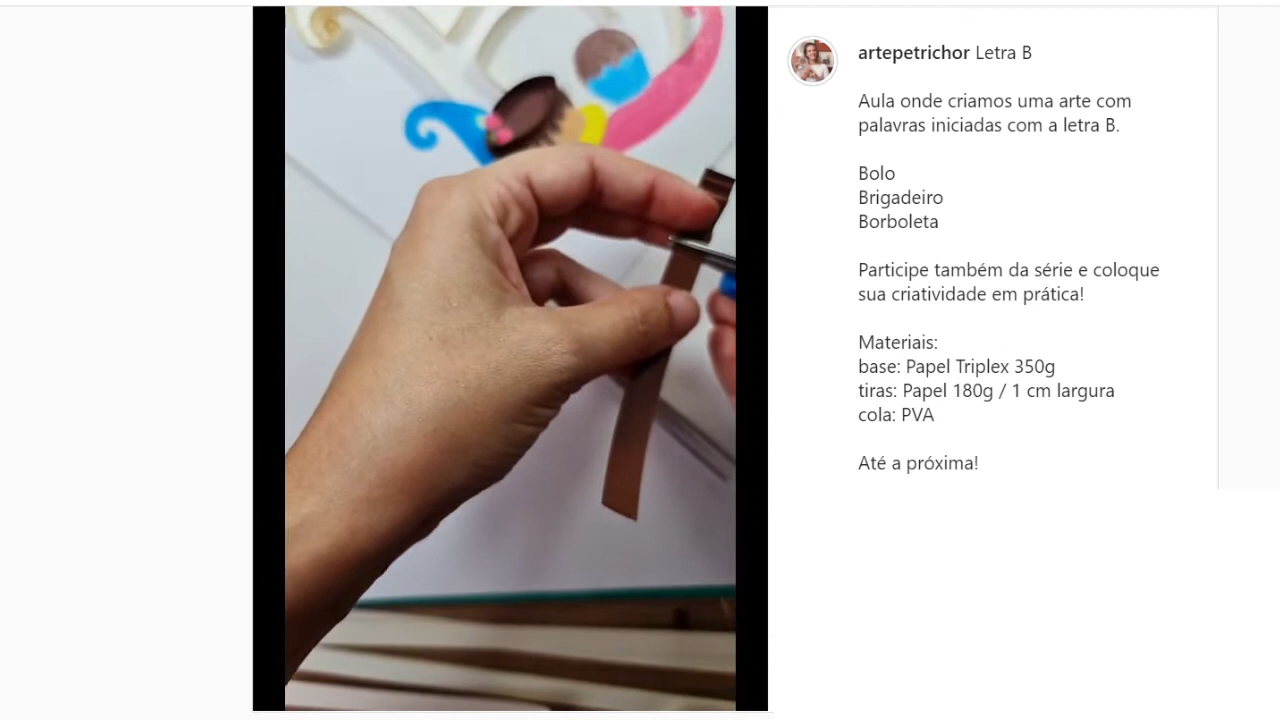 artepetrichor Letra B
Aula onde criamos uma arte com
palavras iniciadas com a letra B.
Bolo
Brigadeiro
Borboleta
Participe também da série e coloque
sua criatividade em prática!
Materiais:
base: Papel Triplex 350g
tiras: Papel 180g / 1 cm largura
cola: PVA
Até a próxima!